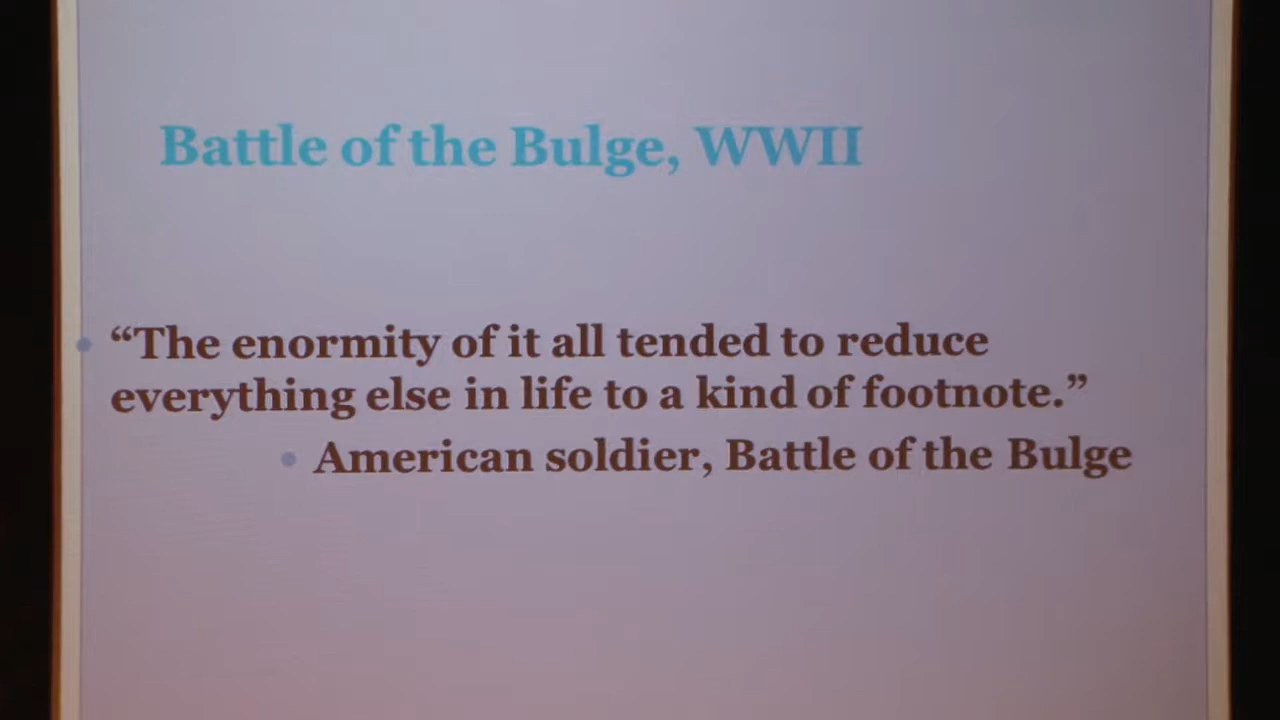 Battle of the Bulge, WWII
“The enormity of it all tended to reduce
everything else in life to a kind of footnote.”
American soldier, Battle of the Bulge